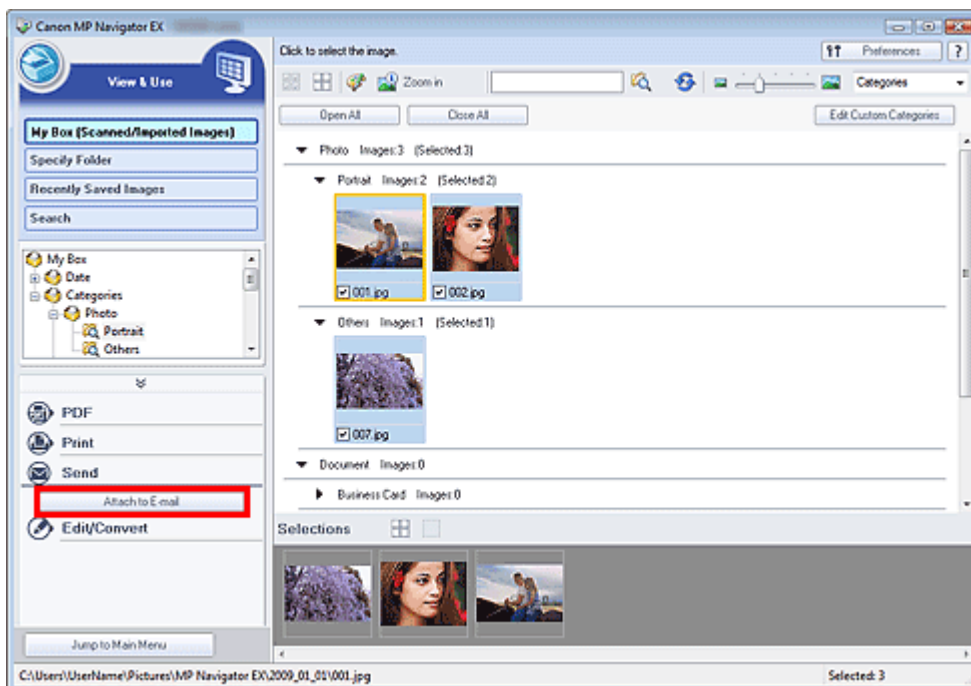 Canon MP Navigator EX
View & Use
My Box (Scanned/Imported Images)
Specify Folder
Recently Saved Images
Search
My Box
Date
Categories
Photo
Portrait
Others
PDF
Print
Send
Attach to E-mail
Edit/Convert
Jump to Main Menu
Click to select the image.
Preferences
?
Zoom in
Categories
Open All
Close All
Edit Custom Categories
Photo Images:3 (Selected:3)
Portrait Images:2 (Selected:2)
001.jpg
002.jpg
Others Images:1 (Selected:1)
007.jpg
Document Images:0
Business Card Images:0
Selections
C:\Users\UserName\Pictures\MP Navigator EX\2009_01_01\001.jpg
Selected: 3